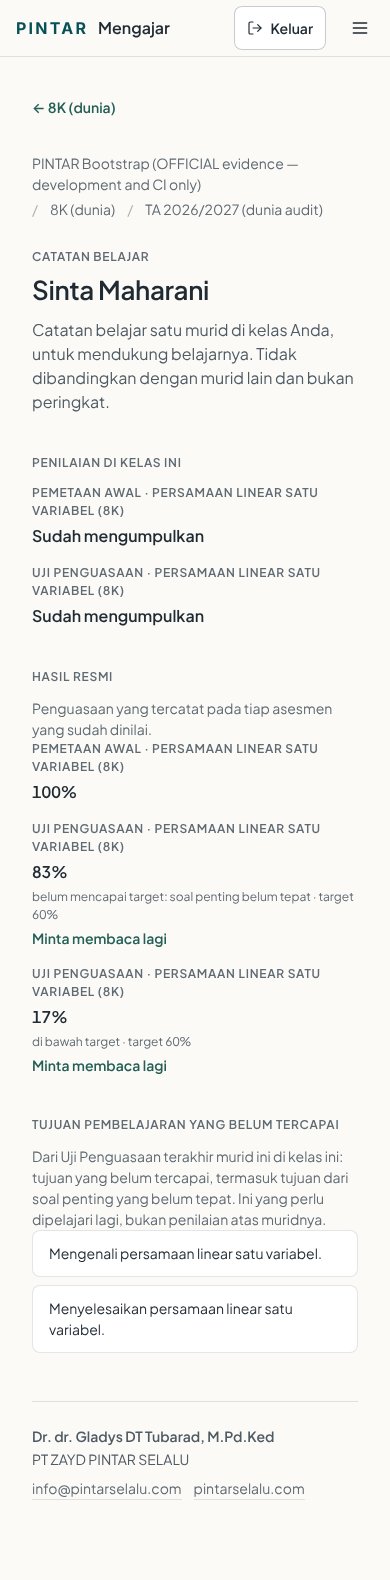 PINTAR Mengajar
Keluar
← 8K (dunia)
PINTAR Bootstrap (OFFICIAL evidence —
development and CI only)
/ 8K (dunia) / TA 2026/2027 (dunia audit)
CATATAN BELAJAR
Sinta Maharani
Catatan belajar satu murid di kelas Anda,
untuk mendukung belajarnya. Tidak
dibandingkan dengan murid lain dan bukan
peringkat.
PENILAIAN DI KELAS INI
PEMETAAN AWAL · PERSAMAAN LINEAR SATU
VARIABEL (8K)
Sudah mengumpulkan
UJI PENGUASAAN · PERSAMAAN LINEAR SATU
VARIABEL (8K)
Sudah mengumpulkan
HASIL RESMI
Penguasaan yang tercatat pada tiap asesmen
yang sudah dinilai.
PEMETAAN AWAL · PERSAMAAN LINEAR SATU
VARIABEL (8K)
100%
UJI PENGUASAAN · PERSAMAAN LINEAR SATU
VARIABEL (8K)
83%
belum mencapai target: soal penting belum tepat · target
60%
Minta membaca lagi
UJI PENGUASAAN · PERSAMAAN LINEAR SATU
VARIABEL (8K)
17%
di bawah target · target 60%
Minta membaca lagi
TUJUAN PEMBELAJARAN YANG BELUM TERCAPAI
Dari Uji Penguasaan terakhir murid ini di kelas ini:
tujuan yang belum tercapai, termasuk tujuan dari
soal penting yang belum tepat. Ini yang perlu
dipelajari lagi, bukan penilaian atas muridnya.
Mengenali persamaan linear satu variabel.
Menyelesaikan persamaan linear satu
variabel.
Dr. dr. Gladys DT Tubarad, M.Pd.Ked
PT ZAYD PINTAR SELALU
info@pintarselalu.com pintarselalu.com